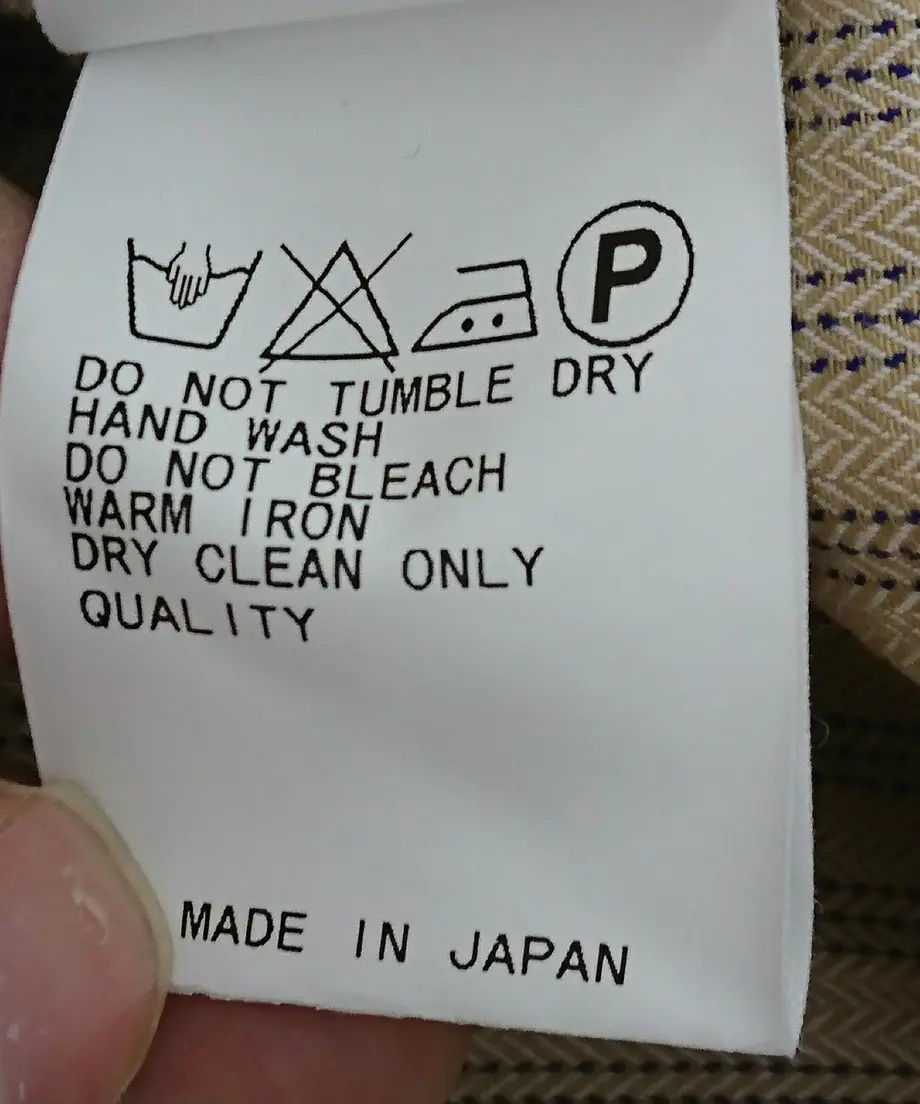 P
DO NOT TUMBLE DRY
HAND WASH
DO NOT BLEACH
WARM IRON
DRY CLEAN ONLY
QUALITY
MADE IN JAPAN